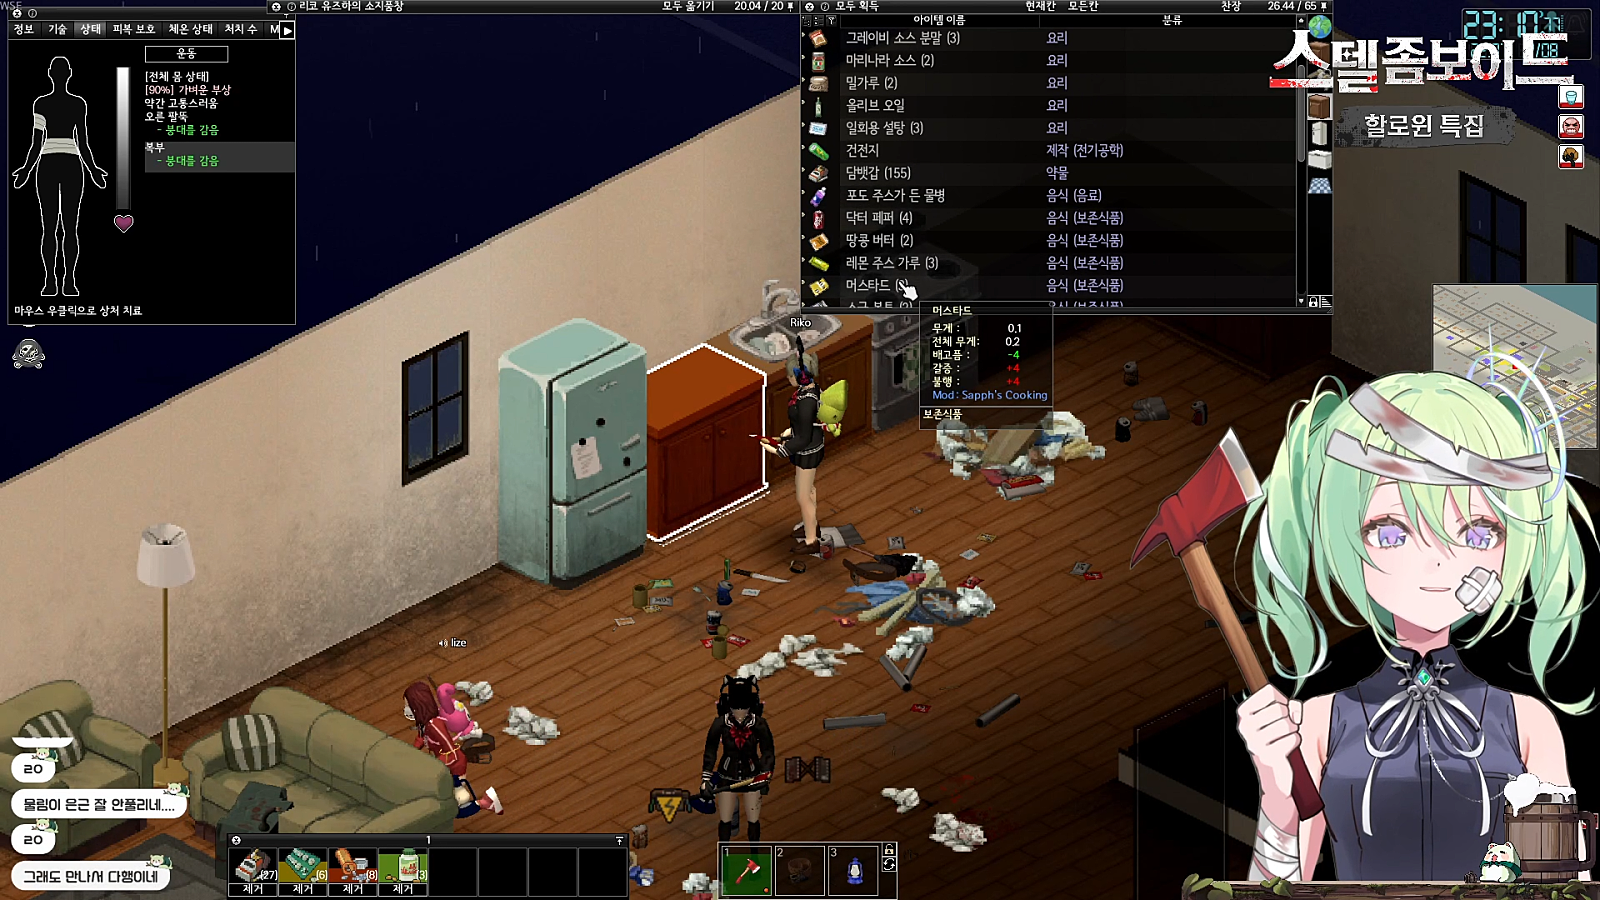 리코 유즈하의 소지품창
모두 옮기기
20.04 / 20
모두 획득
현재칸 모든칸
찬장
26.44 / 65
정보 기술 상태 피복 보호 체온 상태 처치 수
운동
[전체 몸 상태]
[90%] 가벼운 부상
약간 고통스러움
오른 팔뚝
- 붕대를 감음
복부
- 붕대를 감음
마우스 우클릭으로 상처 치료
아이템 이름
분류
그레이비 소스 분말 (3) 요리
마리나라 소스 (2) 요리
밀가루 (2) 요리
올리브 오일 요리
일회용 설탕 (3) 요리
건전지 제작 (전기공학)
담뱃갑 (155) 약물
포도 주스가 든 물병 음식 (음료)
닥터 페퍼 (4) 음식 (보존식품)
땅콩 버터 (2) 음식 (보존식품)
레몬 주스 가루 (3) 음식 (보존식품)
머스타드 음식 (보존식품)
머스타드
무게 : 0.1
전체 무게: 0.2
배고픔 : -4
갈증 : +4
불행 : +4
Mod: Sapph's Cooking
보존식품
스텔좀보이드
할로윈 특집
Riko
lize
ㄹㅇ
물림이 은근 잘 안풀리네....
ㄹㅇ
그래도 만나서 다행이네
1
(27) (6) (8) (3)
제거 제거 제거 제거
1 2 3